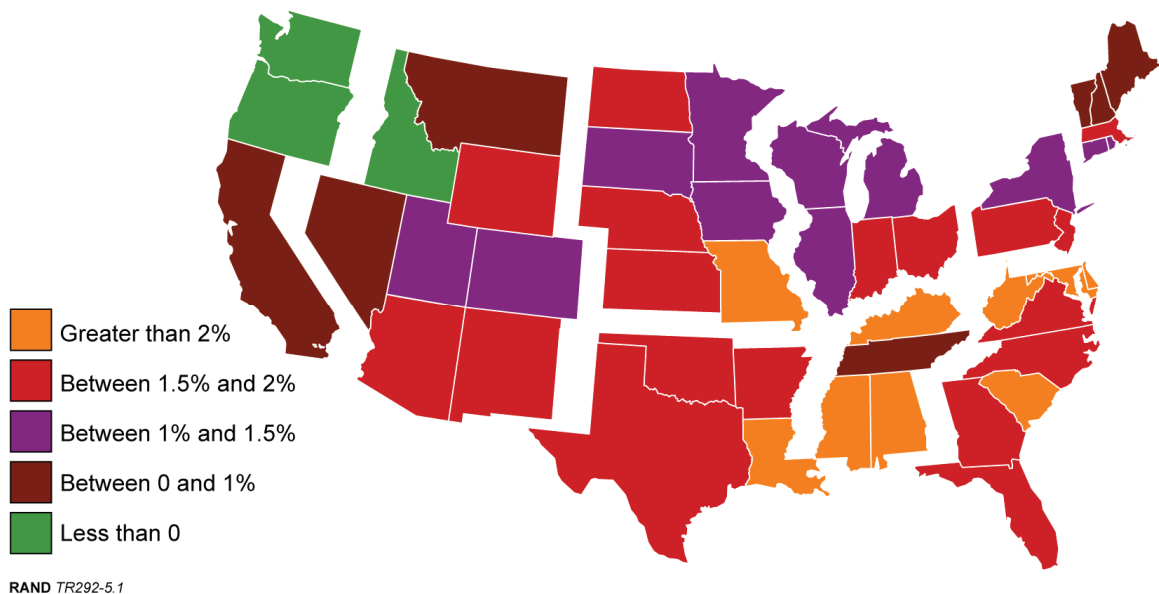 Greater than 2%
Between 1.5% and 2%
Between 1% and 1.5%
Between 0 and 1%
Less than 0
RAND TR292-5.1